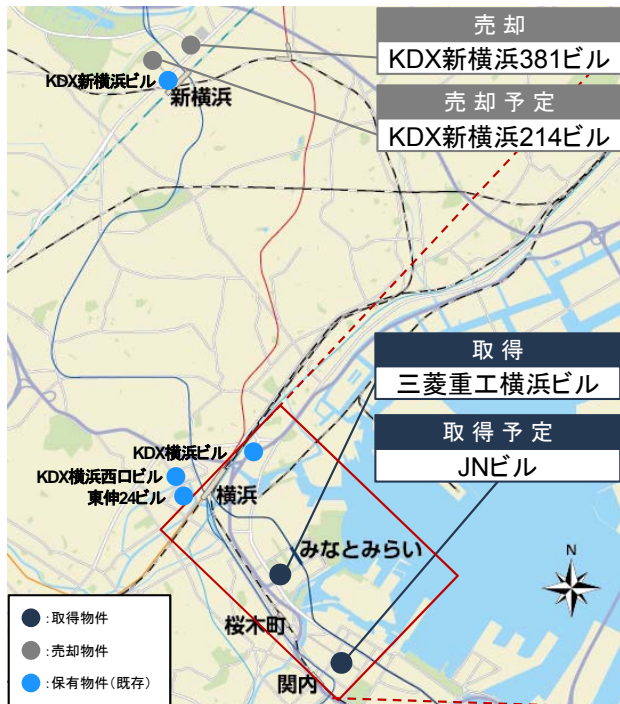 売却
KDX新横浜381ビル
売却予定
KDX新横浜214ビル
KDX新横浜ビル
新横浜
取得
三菱重工横浜ビル
取得予定
JNビル
KDX横浜ビル
KDX横浜西口ビル
東伸24ビル
横浜
みなとみらい
N
桜木町
関内
:取得物件
:売却物件
:保有物件(既存)